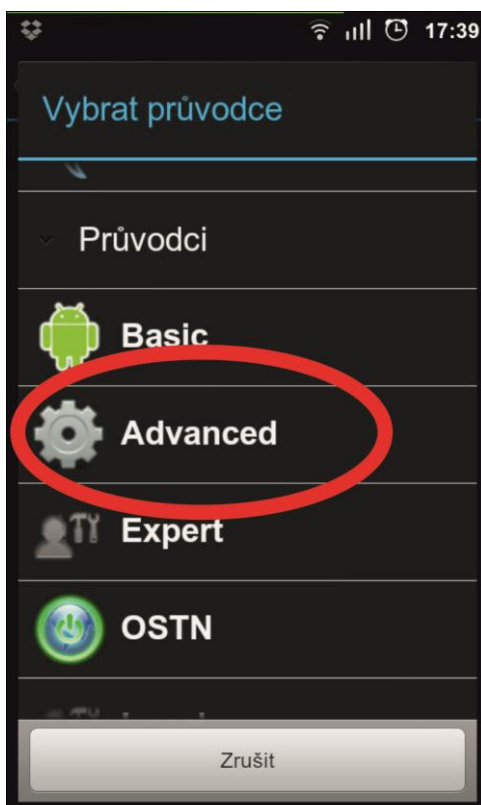 17:39
Vybrat průvodce
Průvodci
Basic
Advanced
Expert
OSTN
Zrušit